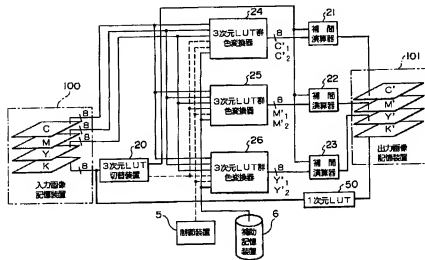 24
3次元LUT群
色変換器
8
C'₁
C'₂
21
補間
演算器
101
100
25
3次元LUT群
色変換器
8
M'₁
M'₂
22
補間
演算器
C'
M'
Y'
K'
C
M
Y
K
8
8
8
8
20
3次元LUT
切替装置
26
3次元LUT群
色変換器
8
Y'₁
Y'₂
23
補間
演算器
入力画像
記憶装置
50
1次元LUT
出力画像
記憶装置
5
制御装置
6
補助
記憶装置